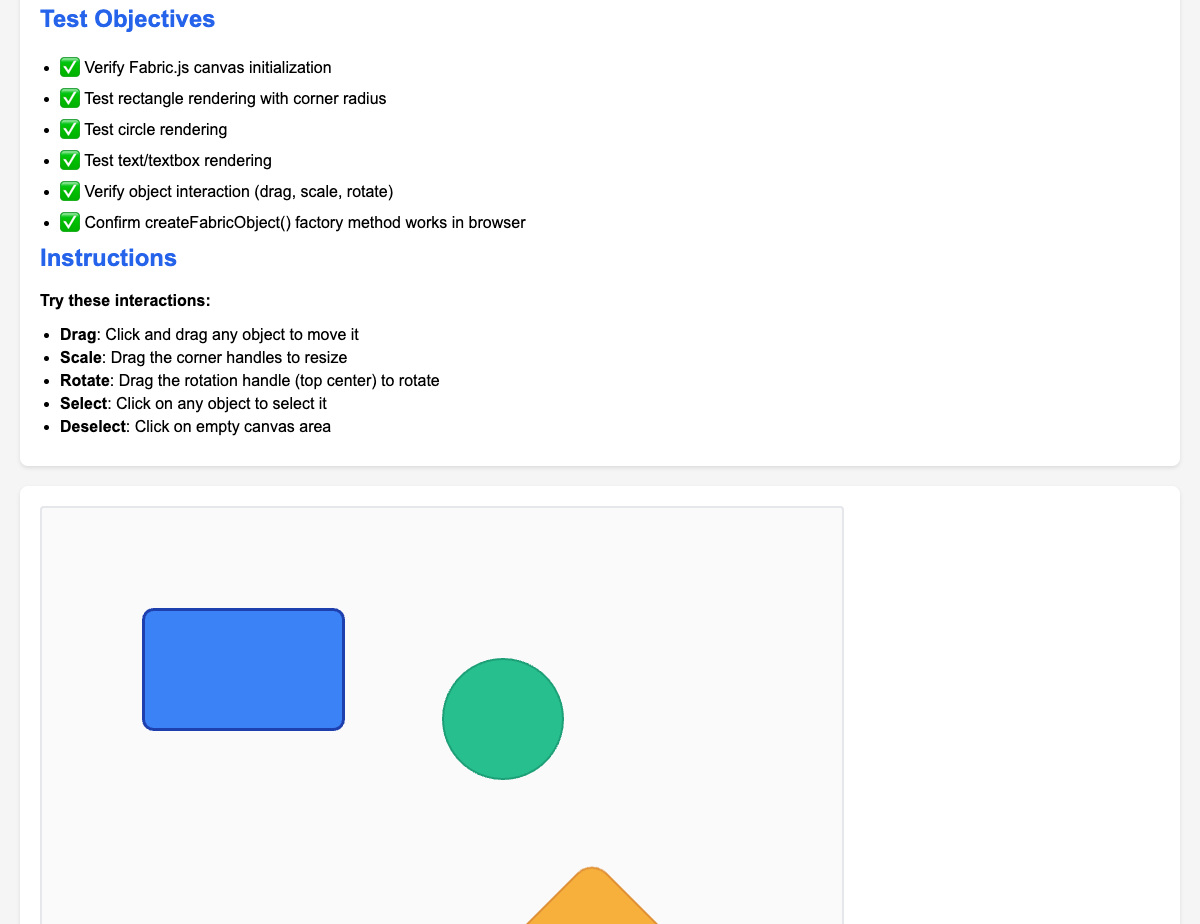 Test Objectives
✅ Verify Fabric.js canvas initialization
✅ Test rectangle rendering with corner radius
✅ Test circle rendering
✅ Test text/textbox rendering
✅ Verify object interaction (drag, scale, rotate)
✅ Confirm createFabricObject() factory method works in browser
Instructions
Try these interactions:
Drag: Click and drag any object to move it
Scale: Drag the corner handles to resize
Rotate: Drag the rotation handle (top center) to rotate
Select: Click on any object to select it
Deselect: Click on empty canvas area